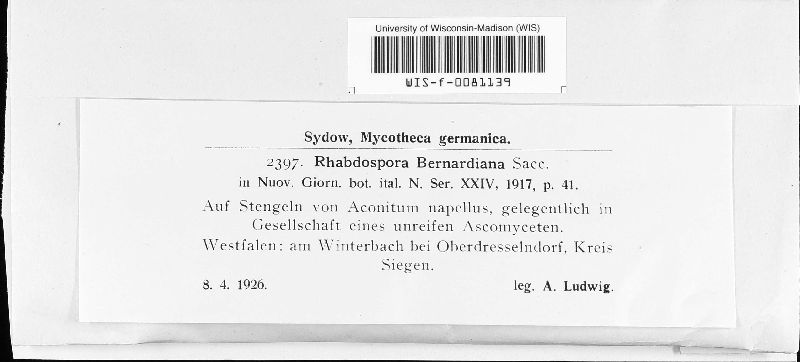 University of Wisconsin-Madison (WIS)
WIS-f-0081139
Sydow, Mycotheca germanica.
2397. Rhabdospora Bernardiana Sacc.
in Nuov. Giorn. bot. ital. N. Ser. XXIV, 1917, p. 41.
Auf Stengeln von Aconitum napellus, gelegentlich in
Gesellschaft eines unreifen Ascomyceten.
Westfalen: am Winterbach bei Oberdresselndorf, Kreis
Siegen.
8. 4. 1926. leg. A. Ludwig.